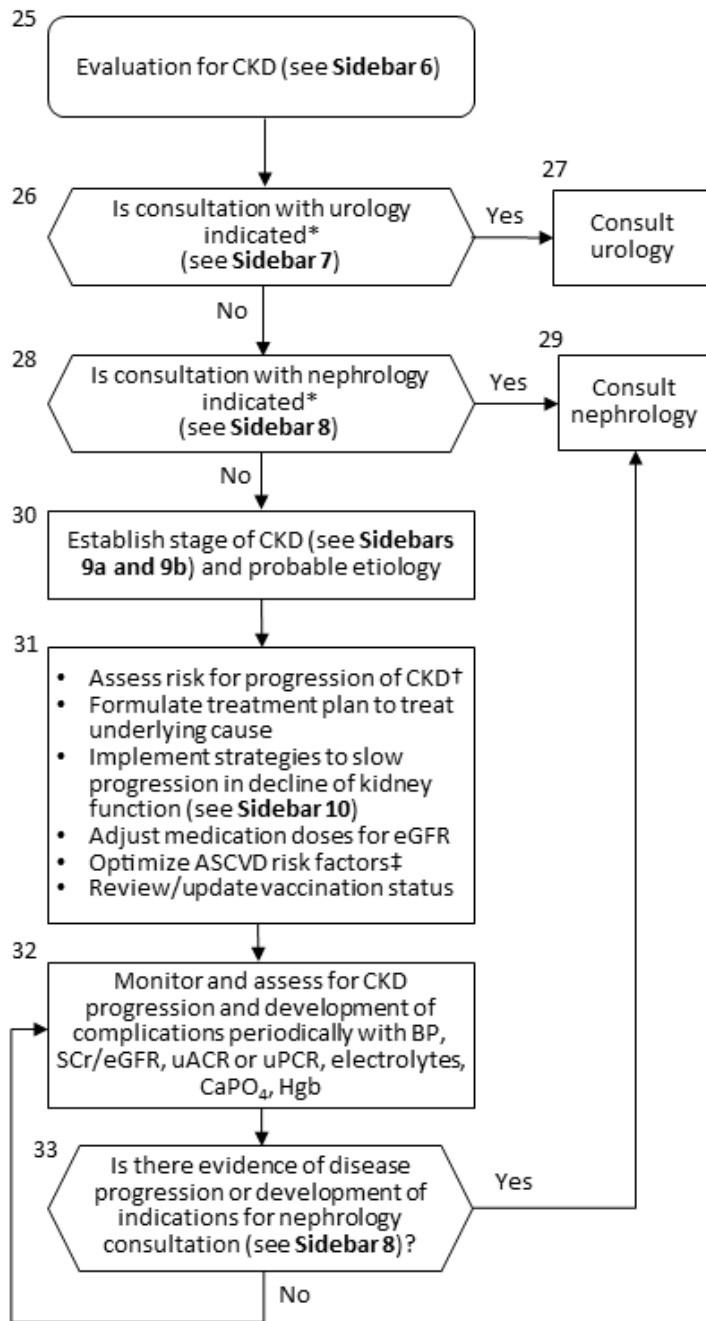 25
Evaluation for CKD (see Sidebar 6)
26
Is consultation with urology
indicated*
(see Sidebar 7)
Yes
27
Consult
urology
No
28
Is consultation with nephrology
indicated*
(see Sidebar 8)
Yes
29
Consult
nephrology
No
30
Establish stage of CKD (see Sidebars
9a and 9b) and probable etiology
31
• Assess risk for progression of CKD†
• Formulate treatment plan to treat
underlying cause
• Implement strategies to slow
progression in decline of kidney
function (see Sidebar 10)
• Adjust medication doses for eGFR
• Optimize ASCVD risk factors‡
• Review/update vaccination status
32
Monitor and assess for CKD
progression and development of
complications periodically with BP,
SCr/eGFR, uACR or uPCR, electrolytes,
CaPO₄, Hgb
33
Is there evidence of disease
progression or development of
indications for nephrology
consultation (see Sidebar 8)?
Yes
No